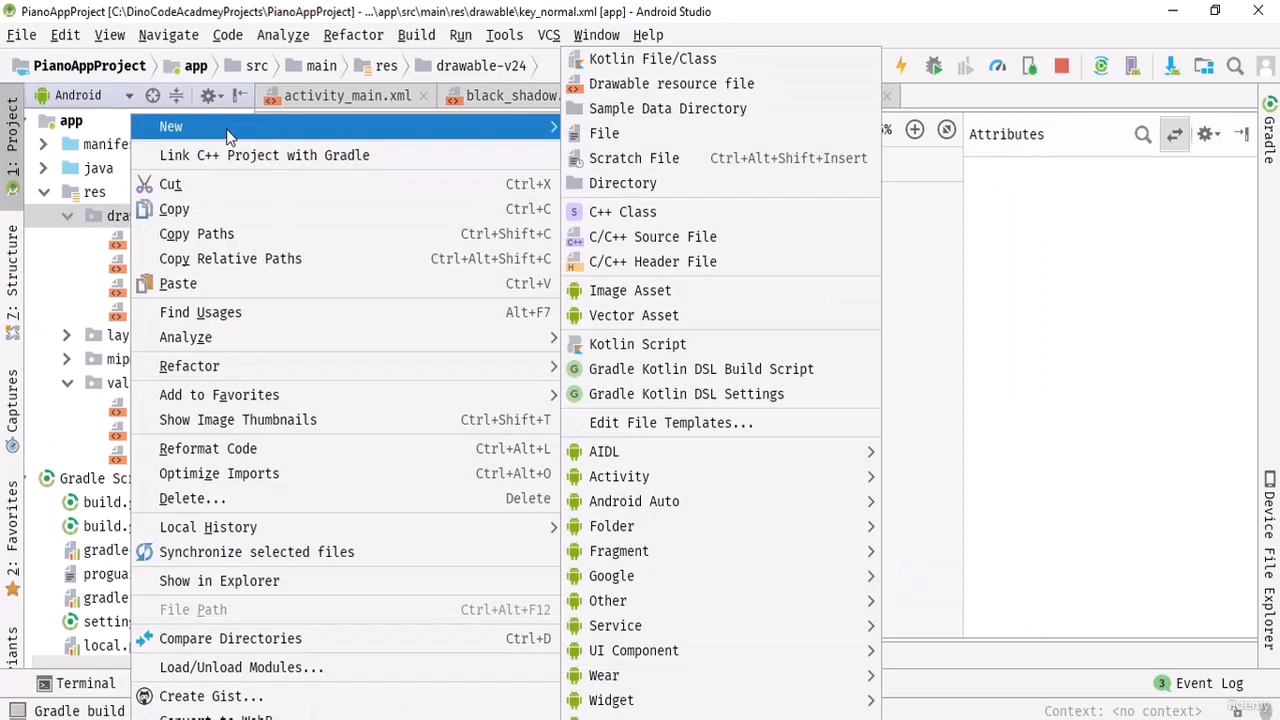 PianoAppProject [C:\DinoCodeAcadmeyProjects\PianoAppProject] - ...\app\src\main\res\drawable\key_normal.xml [app] - Android Studio
File Edit View Navigate Code Analyze Refactor Build Run Tools VCS Window Help
PianoAppProject app src main res drawable-v24
Android activity_main.xml black_shadow.
1: Project
Z: Structure
Captures
2: Favorites
Gradle
Device File Explorer
app
manife
java
res
dra
lay
mip
val
Gradle Sc
build.
build.
gradle
progua
gradle
settin
local.
New
Link C++ Project with Gradle
Cut Ctrl+X
Copy Ctrl+C
Copy Paths Ctrl+Shift+C
Copy Relative Paths Ctrl+Alt+Shift+C
Paste Ctrl+V
Find Usages Alt+F7
Analyze
Refactor
Add to Favorites
Show Image Thumbnails Ctrl+Shift+T
Reformat Code Ctrl+Alt+L
Optimize Imports Ctrl+Alt+O
Delete... Delete
Local History
Synchronize selected files
Show in Explorer
File Path Ctrl+Alt+F12
Compare Directories Ctrl+D
Load/Unload Modules...
Create Gist...
Kotlin File/Class
Drawable resource file
Sample Data Directory
File
Scratch File Ctrl+Alt+Shift+Insert
Directory
C++ Class
C/C++ Source File
C/C++ Header File
Image Asset
Vector Asset
Kotlin Script
Gradle Kotlin DSL Build Script
Gradle Kotlin DSL Settings
Edit File Templates...
AIDL
Activity
Android Auto
Folder
Fragment
Google
Other
Service
UI Component
Wear
Widget
Attributes
Terminal
3 Event Log
Gradle build
Context: <no context>